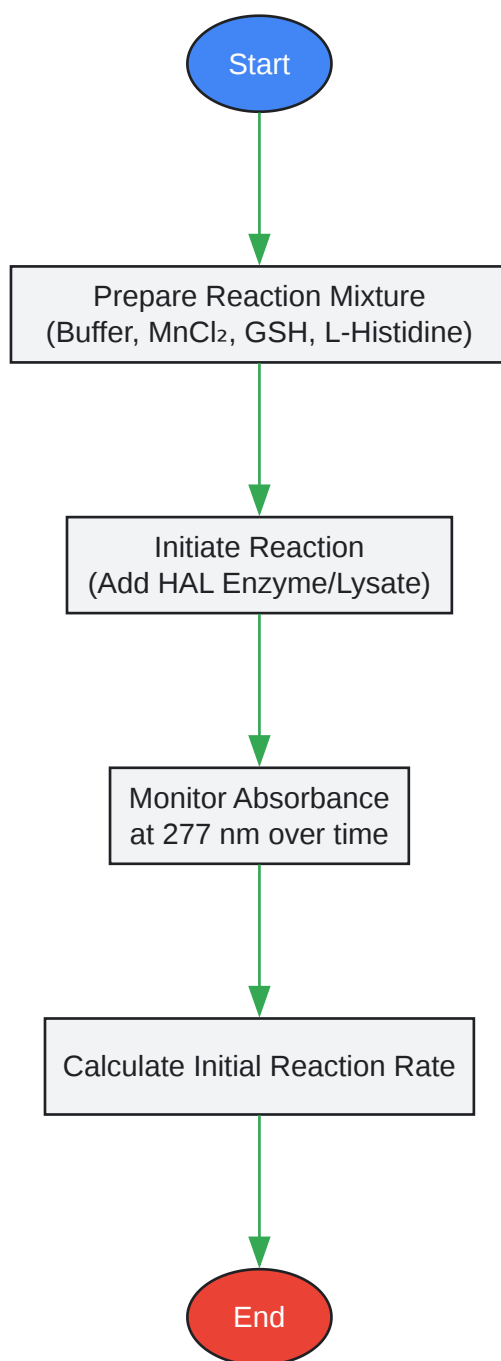 Start
Prepare Reaction Mixture
(Buffer, MnCl₂, GSH, L-Histidine)
Initiate Reaction
(Add HAL Enzyme/Lysate)
Monitor Absorbance
at 277 nm over time
Calculate Initial Reaction Rate
End